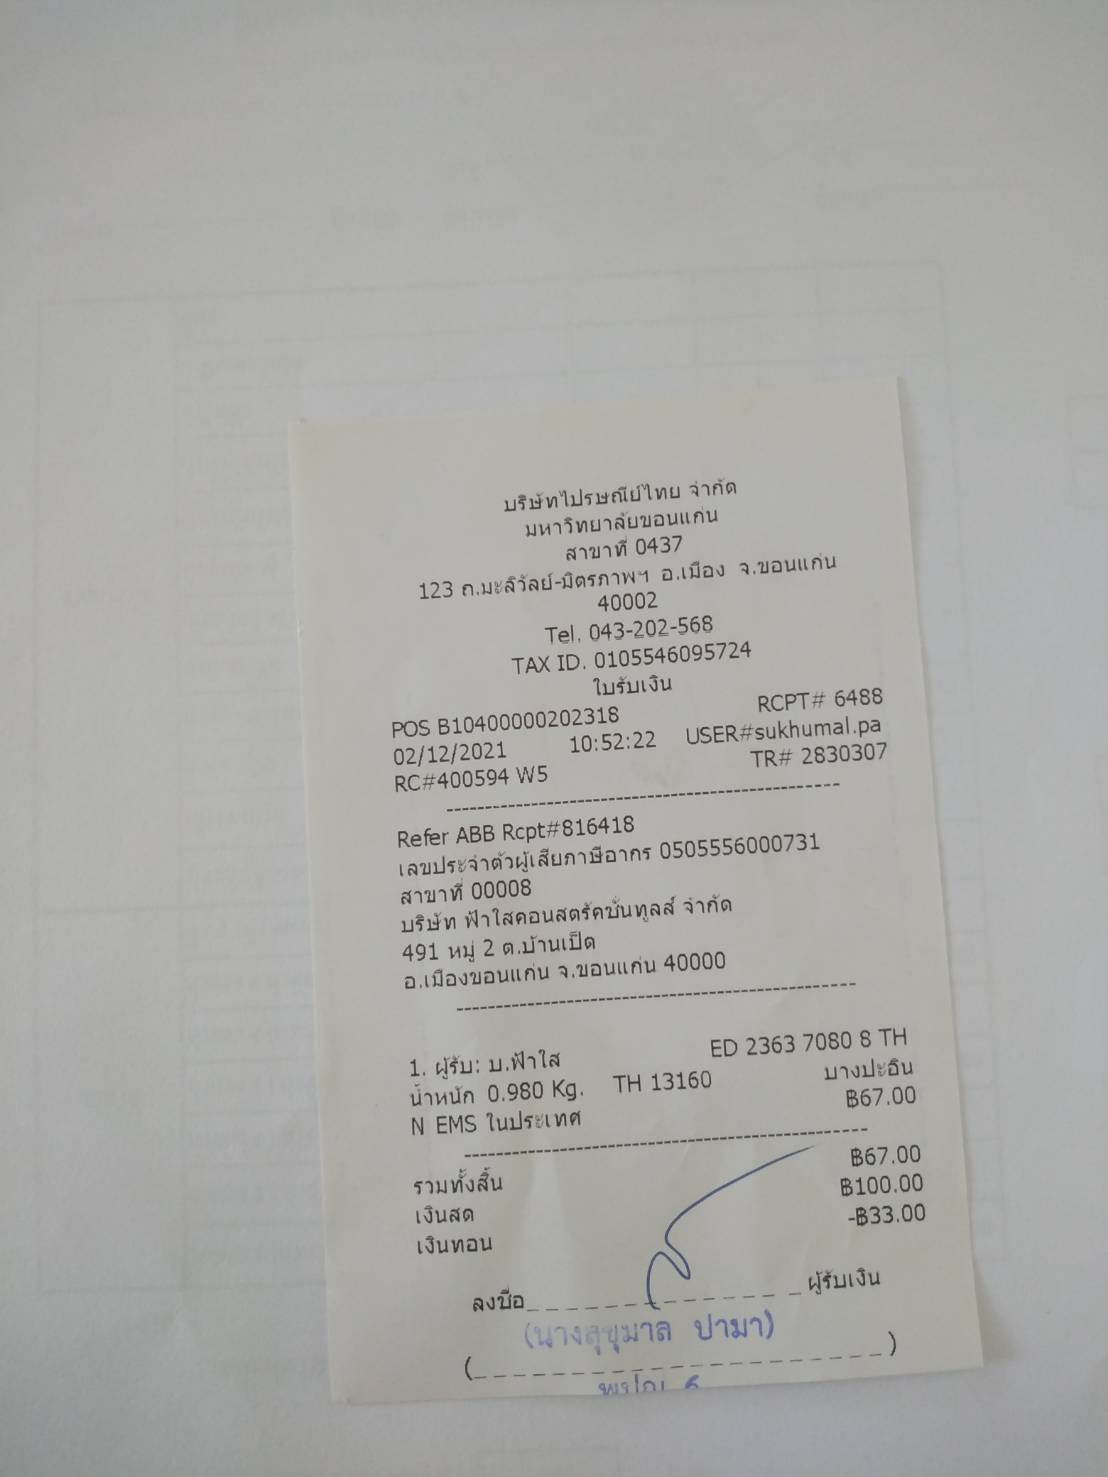 บริษัทไปรษณีย์ไทย จำกัด
มหาวิทยาลัยขอนแก่น
สาขาที่ 0437
123 ถ.มะลิวัลย์-มิตรภาพฯ อ.เมือง จ.ขอนแก่น
40002
Tel. 043-202-568
TAX ID. 0105546095724
ใบรับเงิน
POS B10400000202318 RCPT# 6488
02/12/2021 10:52:22 USER#sukhumal.pa
RC#400594 W5 TR# 2830307
Refer ABB Rcpt#816418
เลขประจำตัวผู้เสียภาษีอากร 0505556000731
สาขาที่ 00008
บริษัท ฟ้าใสคอนสตรัคชั่นทูลส์ จำกัด
491 หมู่ 2 ต.บ้านเป็ด
อ.เมืองขอนแก่น จ.ขอนแก่น 40000
1. ผู้รับ: บ.ฟ้าใส ED 2363 7080 8 TH
น้ำหนัก 0.980 Kg. TH 13160 บางปะอิน
N EMS ในประเทศ ฿67.00
รวมทั้งสิ้น ฿67.00
เงินสด ฿100.00
เงินทอน -฿33.00
ลงชื่อ_ _ _ _ _ _ _ _ _ _ _ _ ผู้รับเงิน
(นางสุขุมาล ปามา)
(_ _ _ _ _ _ _ _ _ _ _ _ _ _ _ _ _)